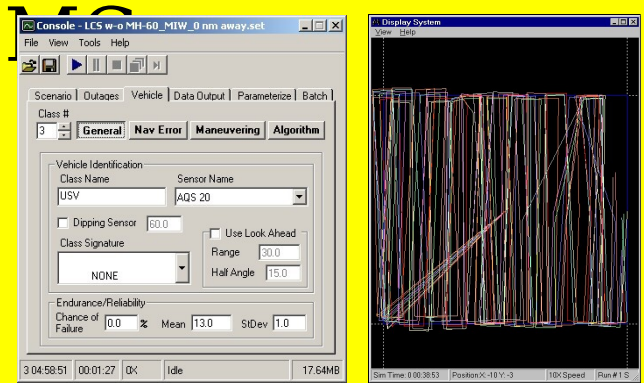 Console - LCS w-o MH-60_MIW_0 nm away.set
File View Tools Help
Scenario Outages Vehicle Data Output Parameterize Batch
Class #
3 General Nav Error Maneuvering Algorithm
Vehicle Identification
Class Name Sensor Name
USV AQS 20
Dipping Sensor 60.0
Use Look Ahead
Class Signature
Range 30.0
NONE
Half Angle 15.0
Endurance/Reliability
Chance of Failure 0.0 % Mean 13.0 StDev 1.0
3 04:58:51 00:01:27 0X Idle 17.64MB
Display System
View Help
Sim Time: 0 00:38:53 Position X: -10 Y: -3 10X Speed Run # 1 S